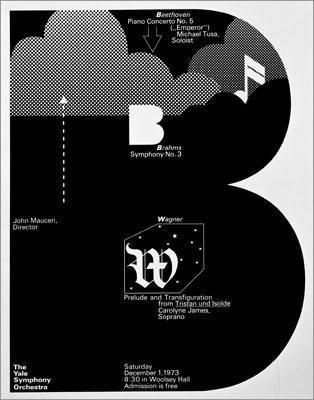 Beethoven
Piano Concerto No. 5
(„Emperor“)
Michael Tusa,
Soloist
B
B
Brahms
Symphony No. 3
John Mauceri,
Director
Wagner
W
Prelude and Transfiguration
from Tristan und Isolde
Carolyne James,
Soprano
The
Yale
Symphony
Orchestra
Saturday
December 1, 1973
8:30 in Woolsey Hall
Admission is free